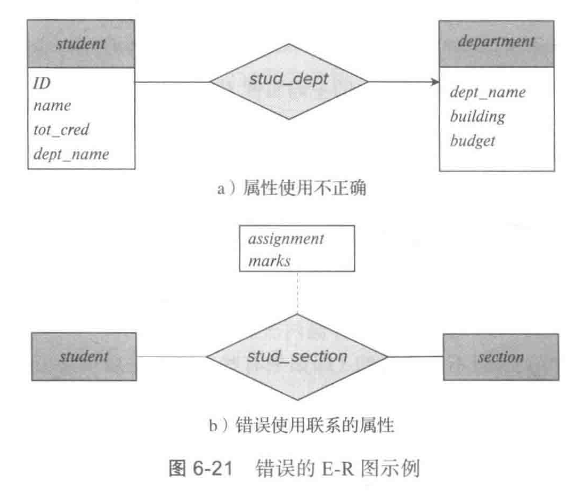 student
ID
name
tot_cred
dept_name
stud_dept
department
dept_name
building
budget
a）属性使用不正确
assignment
marks
student
stud_section
section
b）错误使用联系的属性
图 6-21 错误的 E-R 图示例